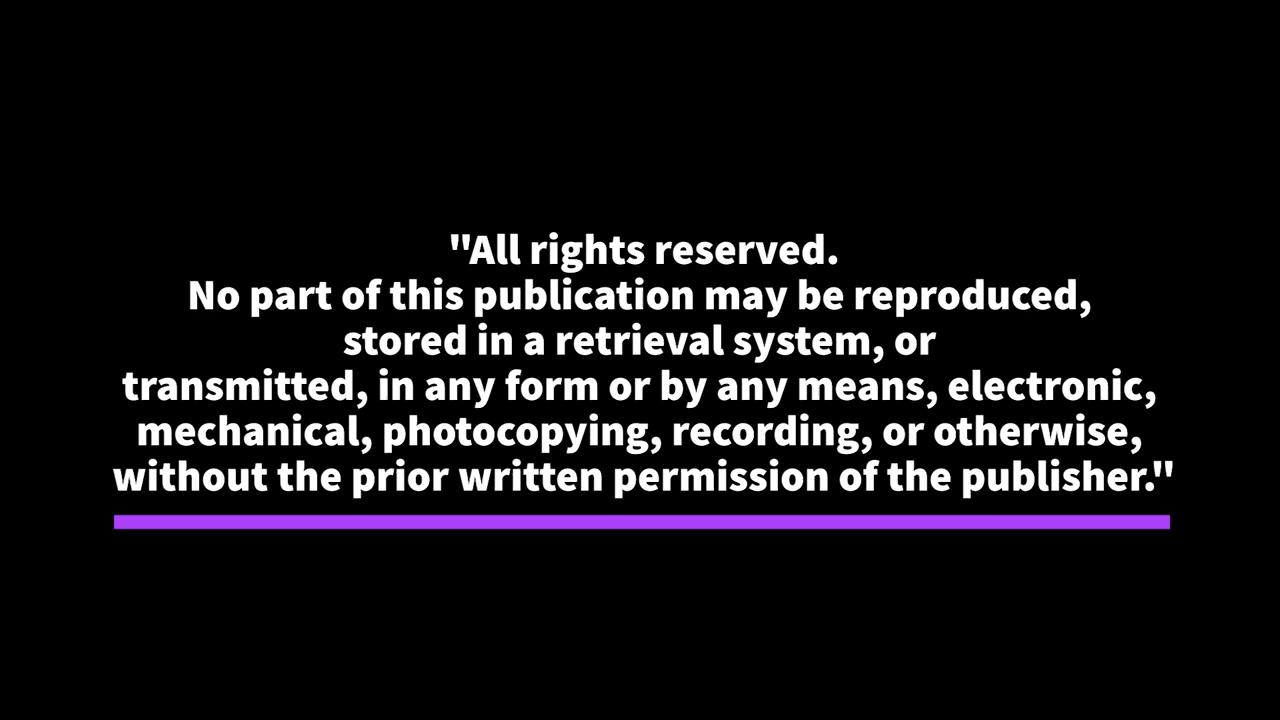 "All rights reserved.
No part of this publication may be reproduced,
stored in a retrieval system, or
transmitted, in any form or by any means, electronic,
mechanical, photocopying, recording, or otherwise,
without the prior written permission of the publisher."